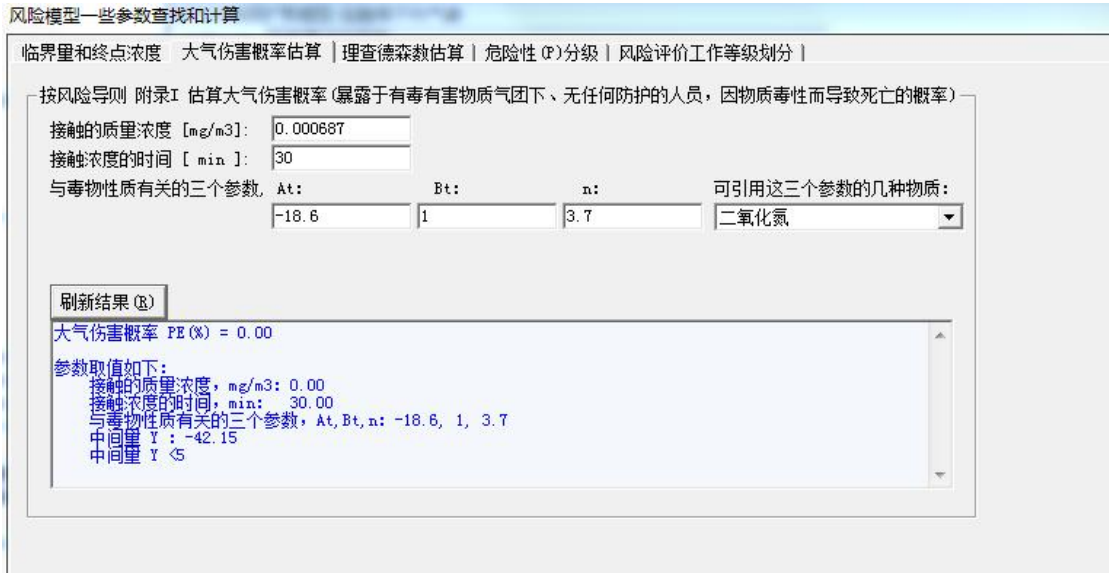 风险模型一些参数查找和计算
临界量和终点浓度 大气伤害概率估算 理查德森数估算 危险性(P)分级 风险评价工作等级划分
按风险导则 附录I 估算大气伤害概率(暴露于有毒有害物质气团下、无任何防护的人员，因物质毒性而导致死亡的概率)
接触的质量浓度 [mg/m3]: 0.000687
接触浓度的时间 [ min ]: 30
与毒物性质有关的三个参数, At: Bt: n: 可引用这三个参数的几种物质:
-18.6 1 3.7 二氧化氮
刷新结果(R)
大气伤害概率 PE(%) = 0.00
参数取值如下:
接触的质里浓度，mg/m3: 0.00
接触浓度的时间，min: 30.00
与毒物性质有关的三个参数，At,Bt,n: -18.6, 1, 3.7
中间量 Y : -42.15
中间量 Y <5